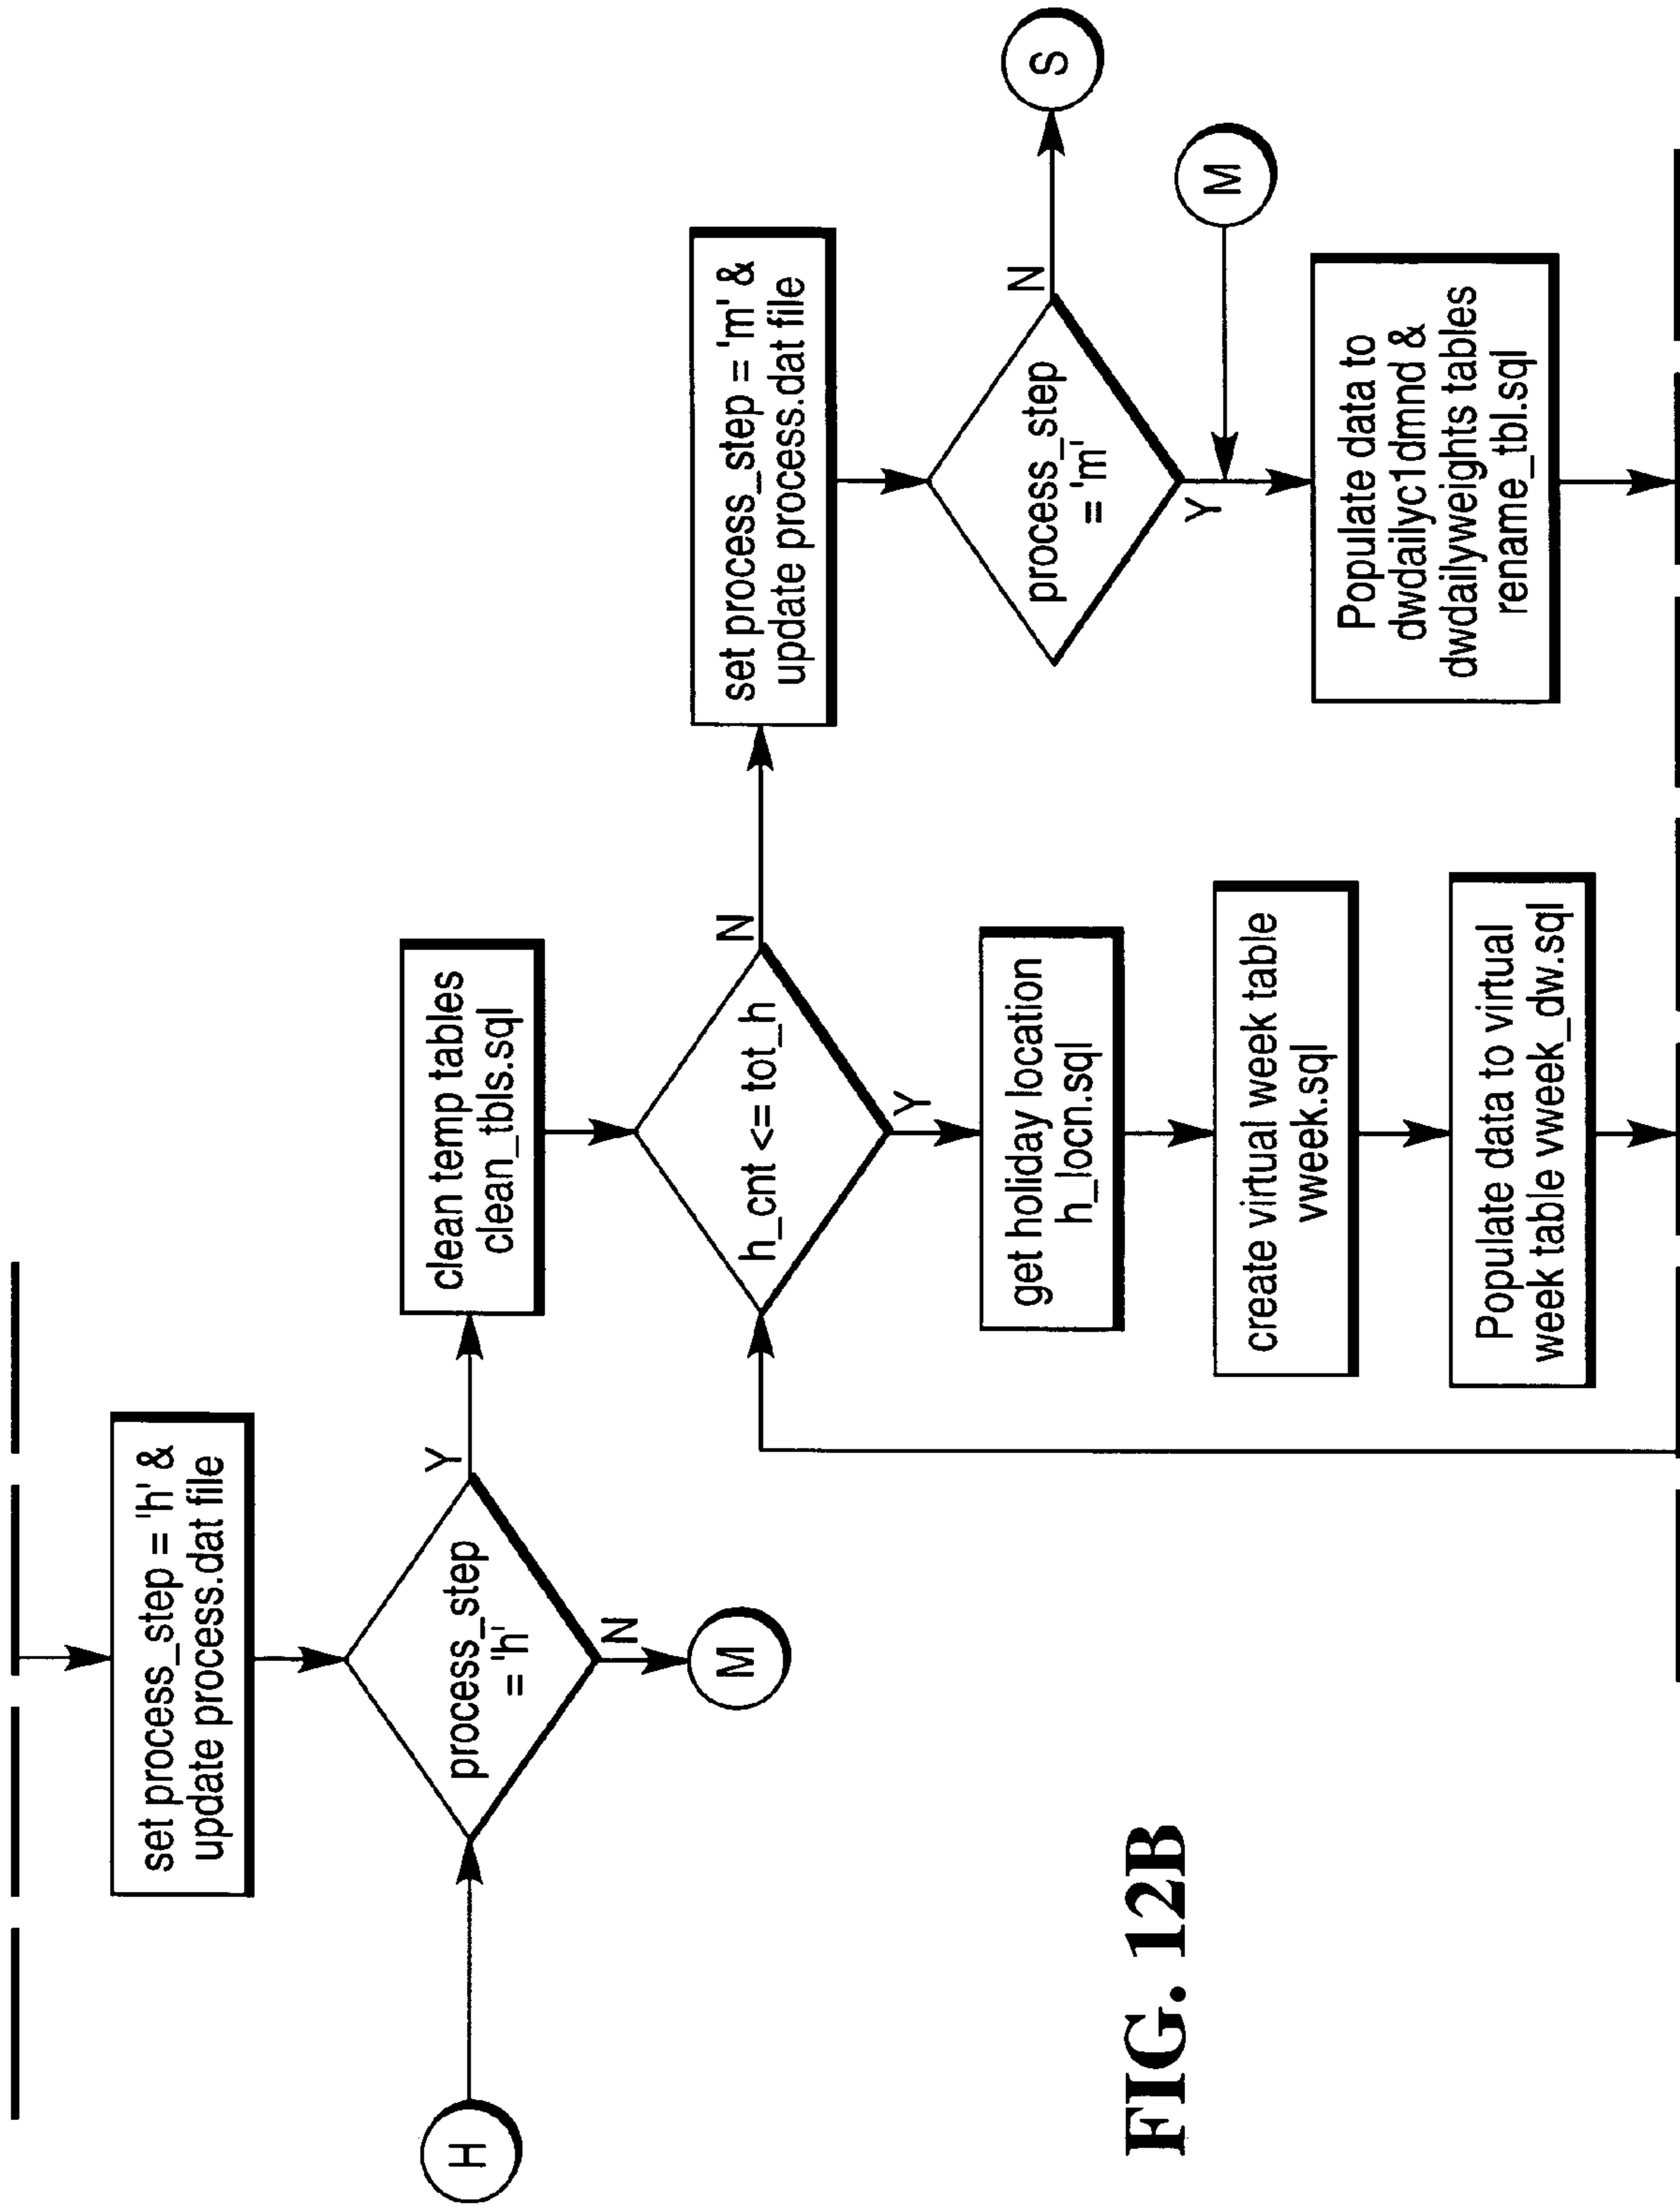 set process_step = 'h' &
update process.dat file
H
process_step
= 'h'
Y
N
M
clean temp tables
clean_tbls.sql
h_cnt <= tot_h
N
Y
get holiday location
h_locn.sql
create virtual week table
vweek.sql
Populate data to virtual
week table vweek_dw.sql
set process_step = 'm' &
update process.dat file
process_step
= 'm'
N
S
Y
M
Populate data to
dwdailyc1dmnd &
dwdailyweights tables
rename_tbl.sql
FIG. 12B